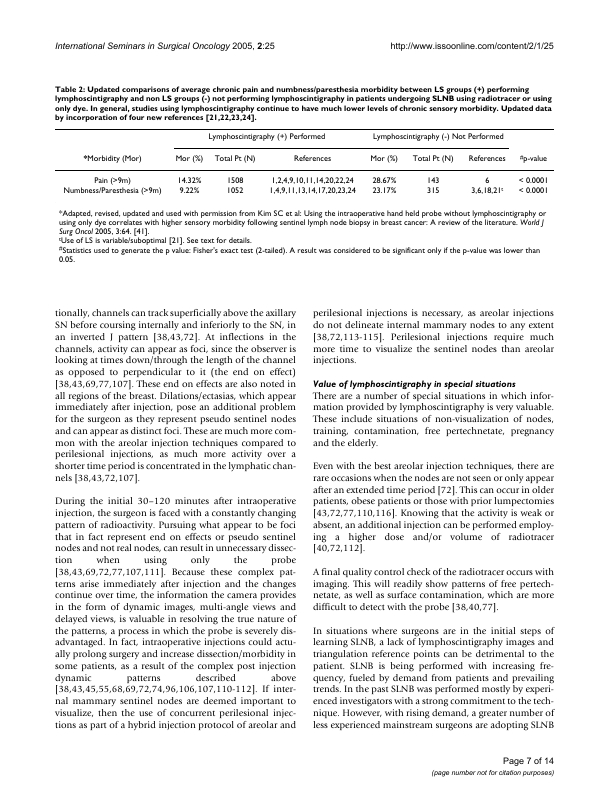 International Seminars in Surgical Oncology 2005, 2:25 http://www.issoonline.com/content/2/1/25
Table 2: Updated comparisons of average chronic pain and numbness/paresthesia morbidity between LS groups (+) performing
lymphoscintigraphy and non LS groups (-) not performing lymphoscintigraphy in patients undergoing SLNB using radiotracer or using
only dye. In general, studies using lymphoscintigraphy continue to have much lower levels of chronic sensory morbidity. Updated data
by incorporation of four new references [21,22,23,24].
Lymphoscintigraphy (+) Performed Lymphoscintigraphy (-) Not Performed
*Morbidity (Mor) Mor (%) Total Pt (N) References Mor (%) Total Pt (N) References #p-value
Pain (>9m) 14.32% 1508 1,2,4,9,10,11,14,20,22,24 28.67% 143 6 < 0.0001
Numbness/Paresthesia (>9m) 9.22% 1052 1,4,9,11,13,14,17,20,23,24 23.17% 315 3,6,18,21ᵋ < 0.0001
*Adapted, revised, updated and used with permission from Kim SC et al: Using the intraoperative hand held probe without lymphoscintigraphy or
using only dye correlates with higher sensory morbidity following sentinel lymph node biopsy in breast cancer: A review of the literature. World J
Surg Oncol 2005, 3:64. [41].
ᵋUse of LS is variable/suboptimal [21]. See text for details.
#Statistics used to generate the p value: Fisher's exact test (2-tailed). A result was considered to be significant only if the p-value was lower than
0.05.
tionally, channels can track superficially above the axillary
SN before coursing internally and inferiorly to the SN, in
an inverted J pattern [38,43,72]. At inflections in the
channels, activity can appear as foci, since the observer is
looking at times down/through the length of the channel
as opposed to perpendicular to it (the end on effect)
[38,43,69,77,107]. These end on effects are also noted in
all regions of the breast. Dilations/ectasias, which appear
immediately after injection, pose an additional problem
for the surgeon as they represent pseudo sentinel nodes
and can appear as distinct foci. These are much more com-
mon with the areolar injection techniques compared to
perilesional injections, as much more activity over a
shorter time period is concentrated in the lymphatic chan-
nels [38,43,72,107].
During the initial 30–120 minutes after intraoperative
injection, the surgeon is faced with a constantly changing
pattern of radioactivity. Pursuing what appear to be foci
that in fact represent end on effects or pseudo sentinel
nodes and not real nodes, can result in unnecessary dissec-
tion when using only the probe
[38,43,69,72,77,107,111]. Because these complex pat-
terns arise immediately after injection and the changes
continue over time, the information the camera provides
in the form of dynamic images, multi-angle views and
delayed views, is valuable in resolving the true nature of
the patterns, a process in which the probe is severely dis-
advantaged. In fact, intraoperative injections could actu-
ally prolong surgery and increase dissection/morbidity in
some patients, as a result of the complex post injection
dynamic patterns described above
[38,43,45,55,68,69,72,74,96,106,107,110-112]. If inter-
nal mammary sentinel nodes are deemed important to
visualize, then the use of concurrent perilesional injec-
tions as part of a hybrid injection protocol of areolar and
perilesional injections is necessary, as areolar injections
do not delineate internal mammary nodes to any extent
[38,72,113-115]. Perilesional injections require much
more time to visualize the sentinel nodes than areolar
injections.
Value of lymphoscintigraphy in special situations
There are a number of special situations in which infor-
mation provided by lymphoscintigraphy is very valuable.
These include situations of non-visualization of nodes,
training, contamination, free pertechnetate, pregnancy
and the elderly.
Even with the best areolar injection techniques, there are
rare occasions when the nodes are not seen or only appear
after an extended time period [72]. This can occur in older
patients, obese patients or those with prior lumpectomies
[43,72,77,110,116]. Knowing that the activity is weak or
absent, an additional injection can be performed employ-
ing a higher dose and/or volume of radiotracer
[40,72,112].
A final quality control check of the radiotracer occurs with
imaging. This will readily show patterns of free pertech-
netate, as well as surface contamination, which are more
difficult to detect with the probe [38,40,77].
In situations where surgeons are in the initial steps of
learning SLNB, a lack of lymphoscintigraphy images and
triangulation reference points can be detrimental to the
patient. SLNB is being performed with increasing fre-
quency, fueled by demand from patients and prevailing
trends. In the past SLNB was performed mostly by experi-
enced investigators with a strong commitment to the tech-
nique. However, with rising demand, a greater number of
less experienced mainstream surgeons are adopting SLNB
Page 7 of 14
(page number not for citation purposes)